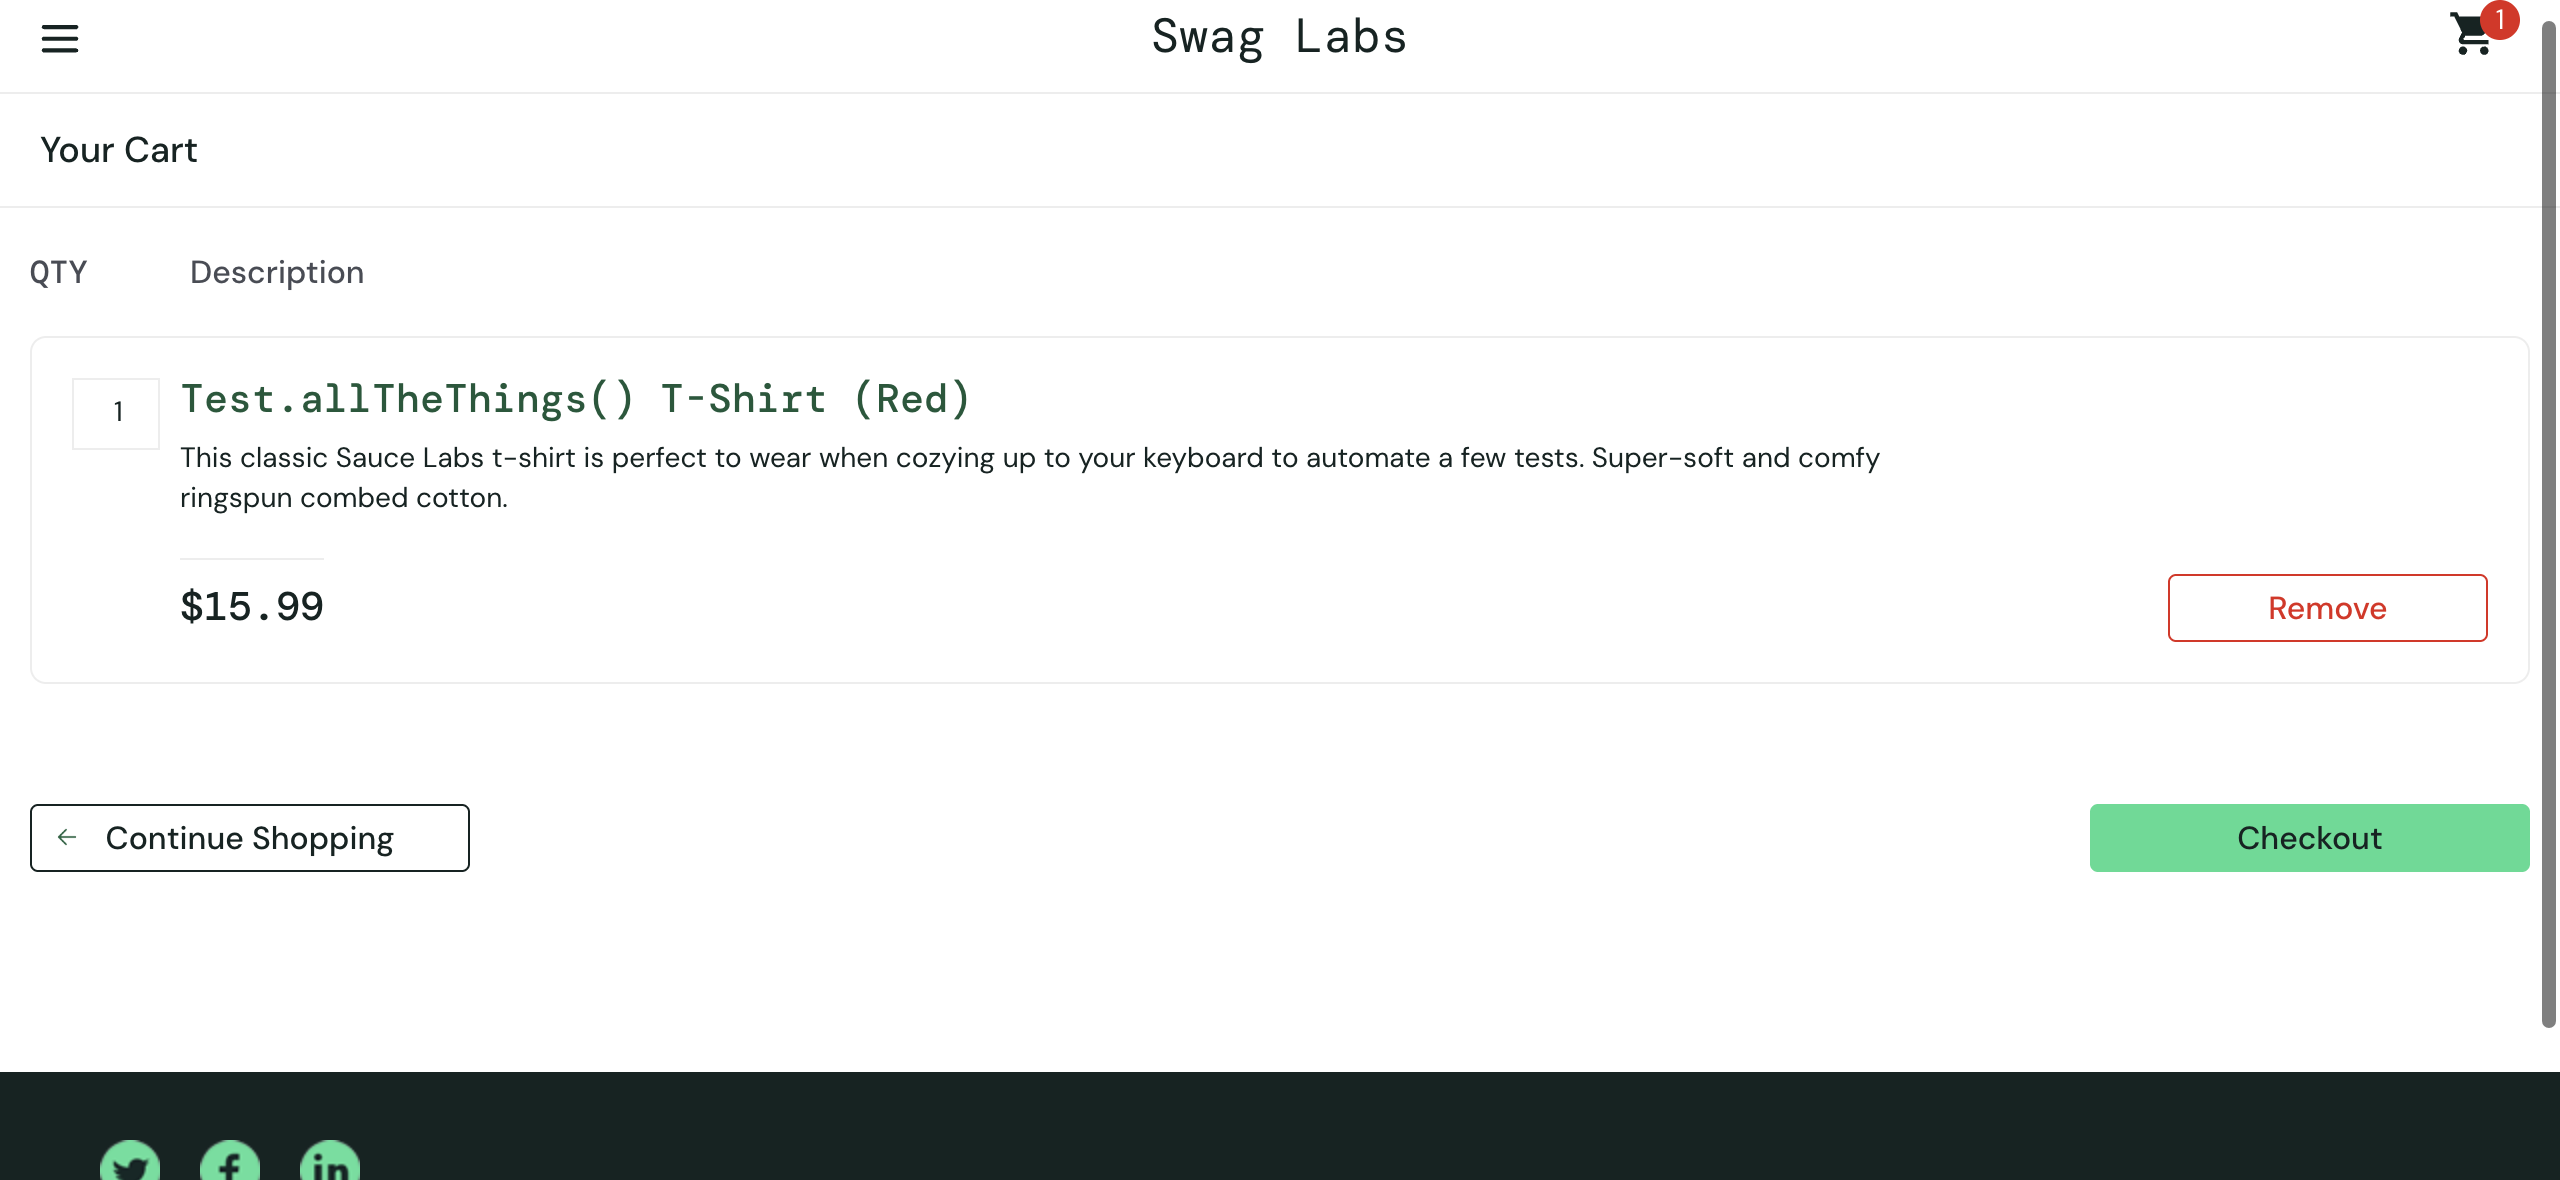 Swag Labs
1
Your Cart
QTY Description
1
Test.allTheThings() T-Shirt (Red)
This classic Sauce Labs t-shirt is perfect to wear when cozying up to your keyboard to automate a few tests. Super-soft and comfy
ringspun combed cotton.
$15.99
Remove
Continue Shopping
Checkout